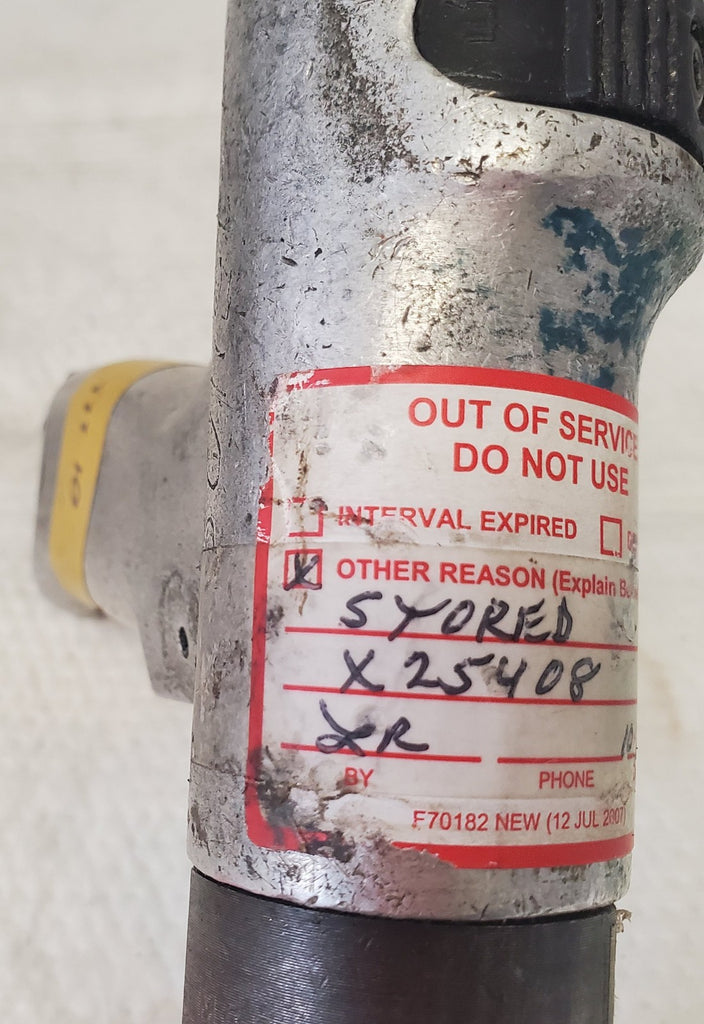 OUT OF SERVICE
DO NOT USE
INTERVAL EXPIRED
X OTHER REASON (Explain
STORED
X25408
BY PHONE
F70182 NEW (12 JUL 2007)